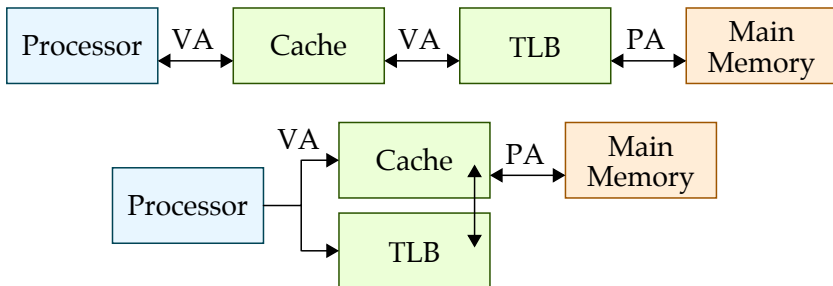 Processor
VA
Cache
VA
TLB
PA
Main
Memory
VA
Processor
Cache
TLB
PA
Main
Memory